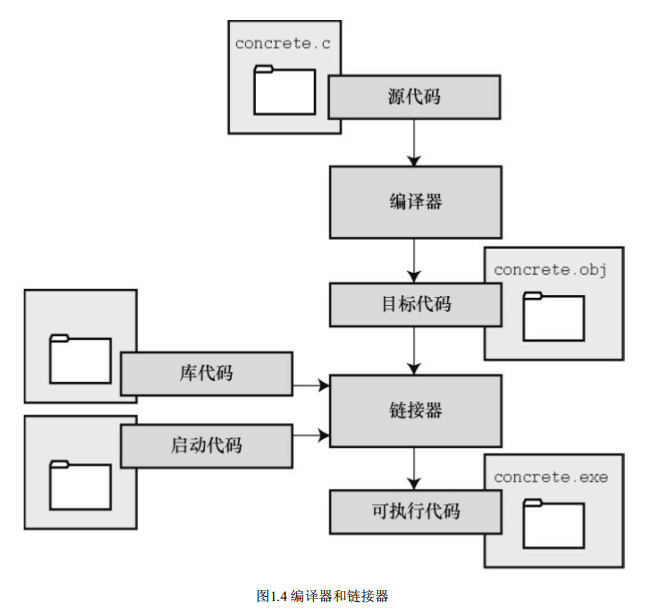 concrete.c
源代码
编译器
concrete.obj
目标代码
库代码
链接器
启动代码
concrete.exe
可执行代码
图1.4 编译器和链接器